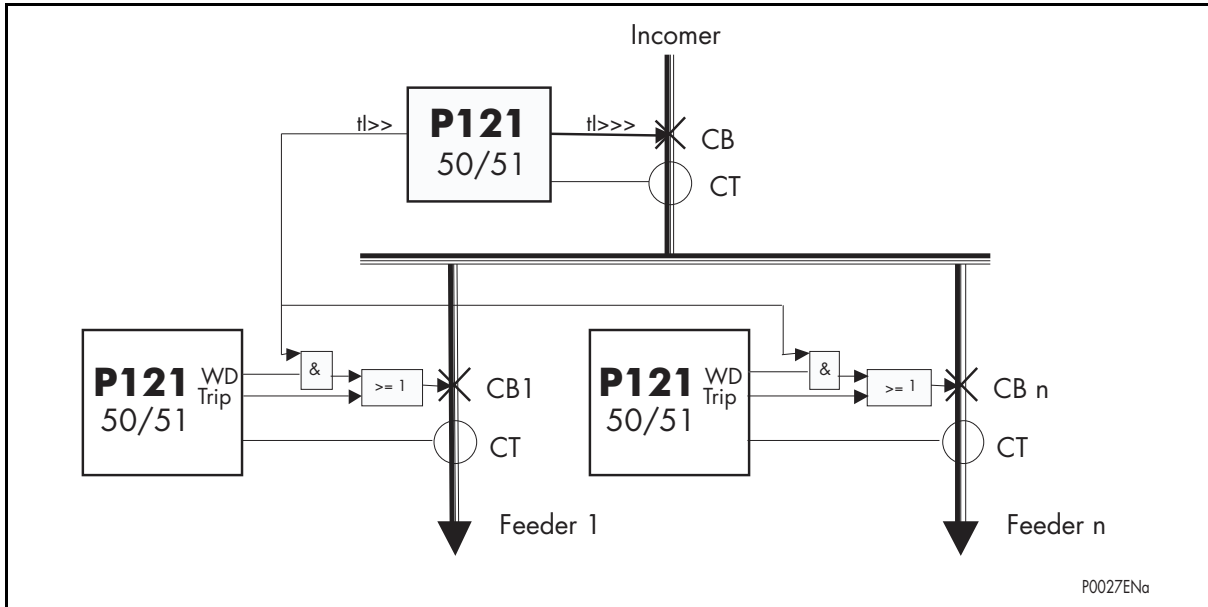 Incomer
tI>>
P121
50/51
tI>>>
CB
CT
P121
50/51
WD
Trip
&
>= 1
CB1
CT
P121
50/51
WD
Trip
&
>= 1
CB n
CT
Feeder 1
Feeder n
P0027ENa